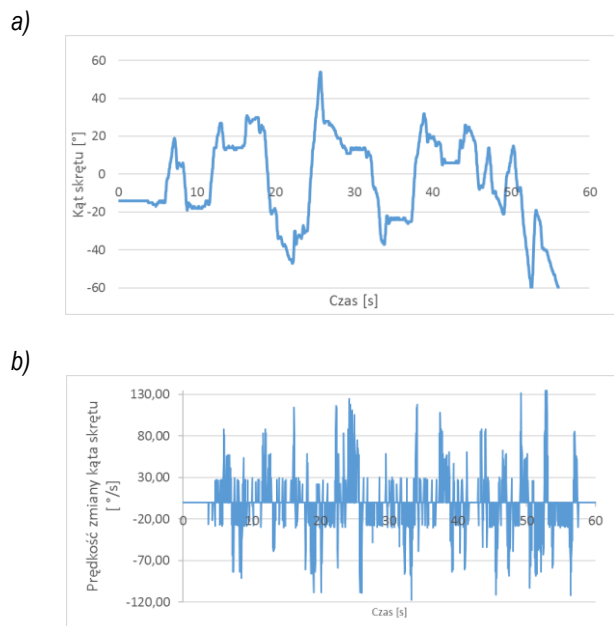 a)
60
40
20
0
-20
-40
-60
0 10 20 30 40 50 60
Kąt skrętu [°]
Czas [s]
b)
130,00
80,00
30,00
-20,00
-70,00
-120,00
0 10 20 30 40 50 60
Prędkość zmiany kąta skrętu
[ °/s]
Czas [s]